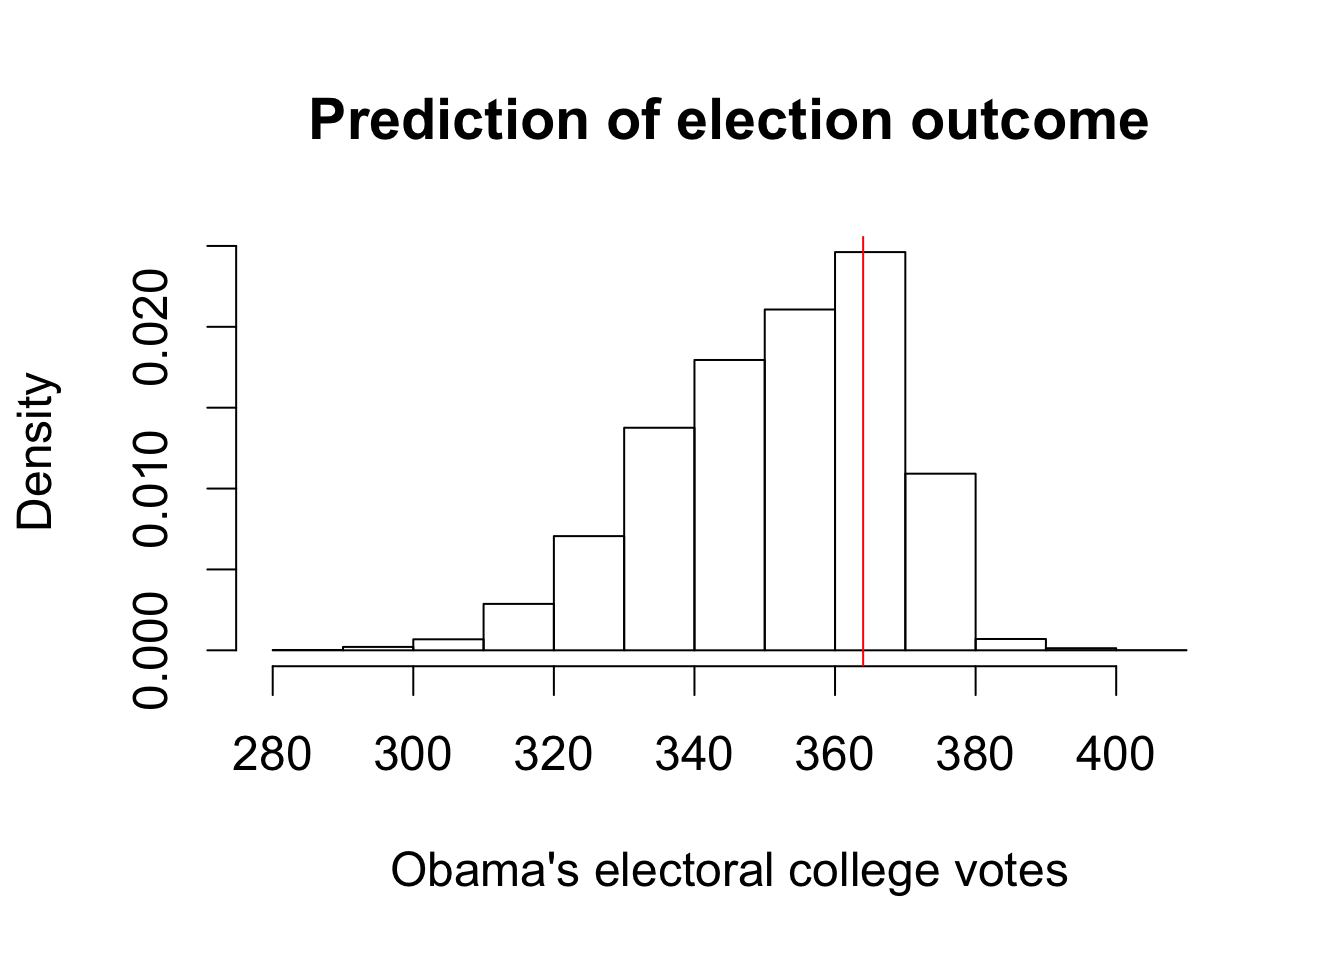 Prediction of election outcome
Density
0.020
0.010
0.000
280 300 320 340 360 380 400
Obama's electoral college votes